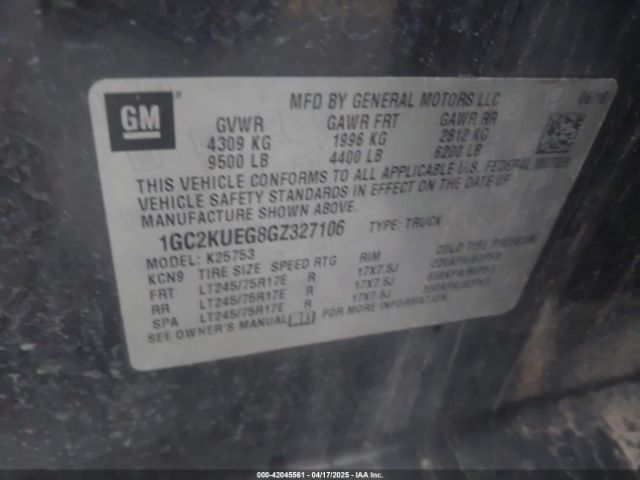 GM
MFD BY GENERAL MOTORS LLC
GVWR GAWR FRT GAWR RR
4309 KG 1996 KG 2812 KG
9500 LB 4400 LB 6200 LB
THIS VEHICLE CONFORMS TO ALL APPLICABLE U.S. FEDERAL MOTOR
VEHICLE SAFETY STANDARDS IN EFFECT ON THE DATE OF
MANUFACTURE SHOWN ABOVE.
1GC2KUEG8GZ327106 TYPE: TRUCK
MODEL: K25753
KCN9 TIRE SIZE SPEED RTG RIM COLD TIRE PRESSURE
FRT LT245/75R17E R 17X7.5J
RR LT245/75R17E R 17X7.5J
SPA LT245/75R17E R 17X7.5J
SEE OWNER'S MANUAL FOR MORE INFORMATION
000-42045561 - 04/17/2025 - IAA Inc.